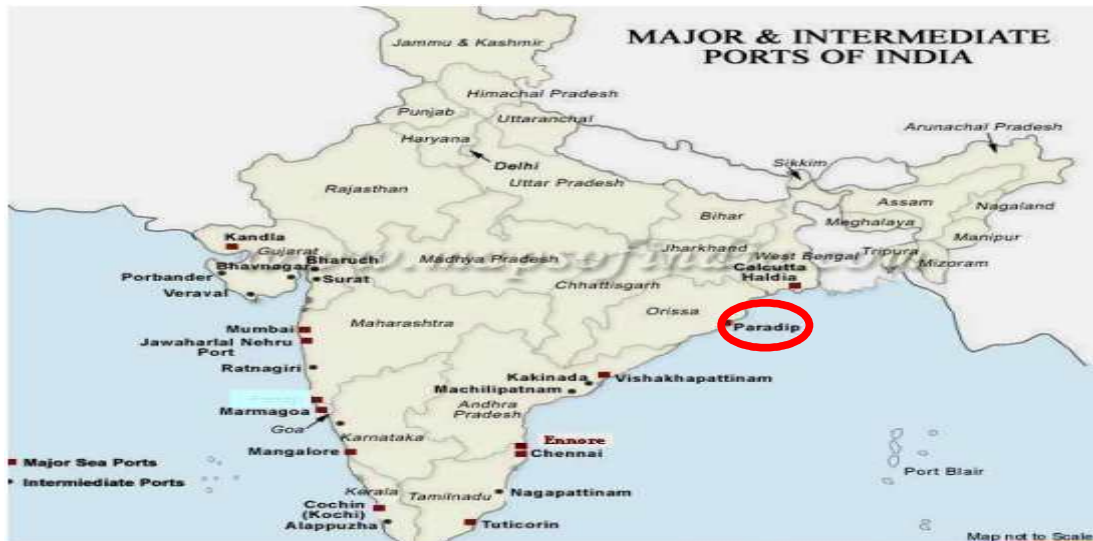 MAJOR & INTERMEDIATE
PORTS OF INDIA
Jammu & Kashmir
Himachal Pradesh
Punjab
Uttaranchal
Haryana
Delhi
Arunachal Pradesh
Sikkim
Rajasthan
Uttar Pradesh
Assam
Nagaland
Bihar
Meghalaya
Manipur
Kandla
Gujarat
Jharkhand
Tripura
Bharudh
Madhya Pradesh
West Bengal
Mizoram
Bhavnagar
Calcutta
Porbander
Surat
Haldia
Chhattisgarh
Veraval
Orissa
Maharashtra
Paradip
Mumbai
Jawaharlal Nehru
Port
Ratnagiri
Kakinada
Vishakhapattinam
Machilipatnam
Andhra
Pradesh
Marmagoa
Goa
Karnataka
Ennore
Mangalore
Chennai
Major Sea Ports
Port Blair
Intermiediate Ports
Kerala
Tamilnadu
Nagapattinam
Cochin
(Kochi)
Alappuzha
Tuticorin
Map not to Scale